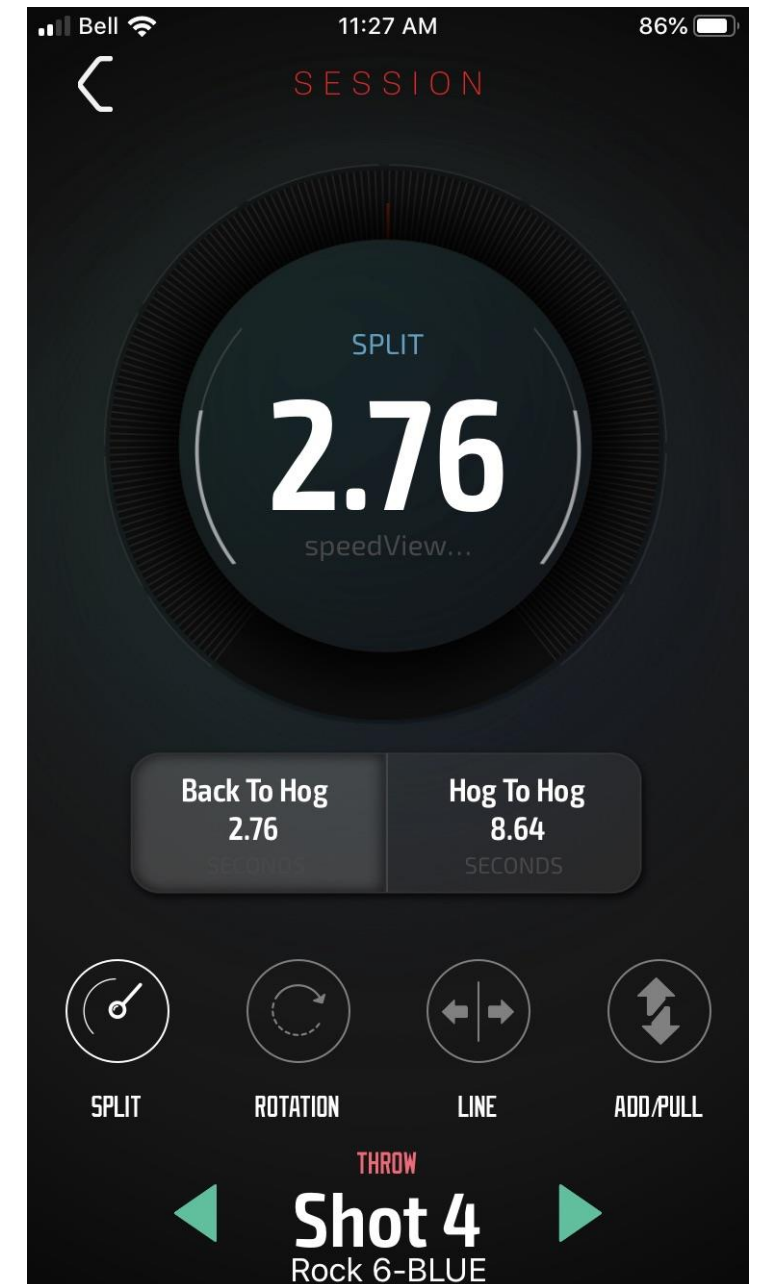 Bell 11:27 AM 86%
SESSION
SPLIT
2.76
speedView...
Back To Hog Hog To Hog
2.76 8.64
SECONDS SECONDS
SPLIT ROTATION LINE ADD/PULL
THROW
Shot 4
Rock 6-BLUE